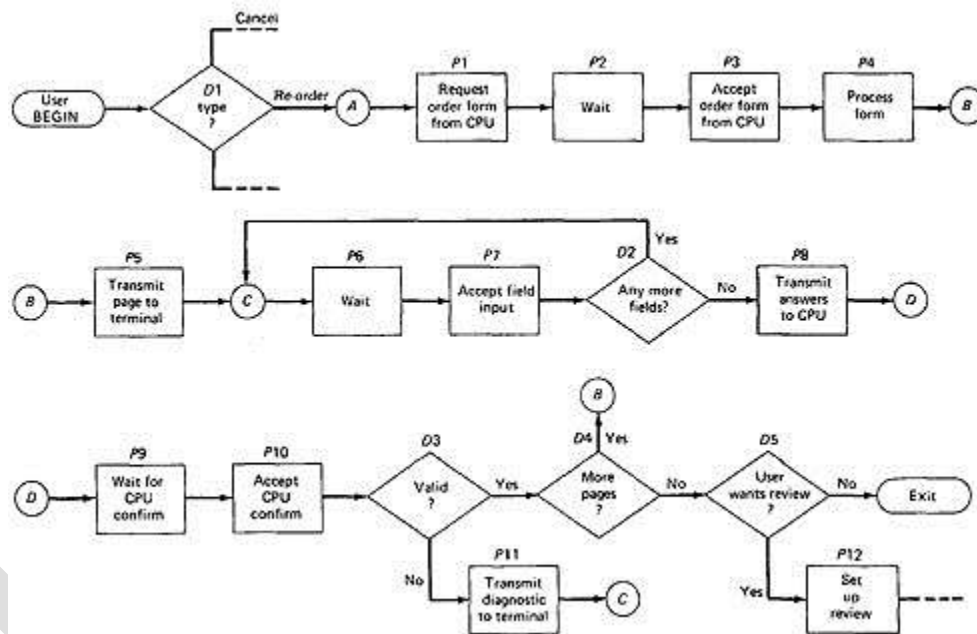 Cancel
User
BEGIN
D1
type
?
Re-order
A
P1
Request
order form
from CPU
P2
Wait
P3
Accept
order form
from CPU
P4
Process
form
B
B
P5
Transmit
page to
terminal
C
P6
Wait
P7
Accept field
input
D2
Yes
Any more
fields?
No
P8
Transmit
answers
to CPU
D
D
P9
Wait for
CPU
confirm
P10
Accept
CPU
confirm
D3
Valid
?
Yes
No
P11
Transmit
diagnostic
to terminal
C
B
D4
Yes
More
pages
?
No
D5
User
wants review
?
No
Exit
Yes
P12
Set
up
review